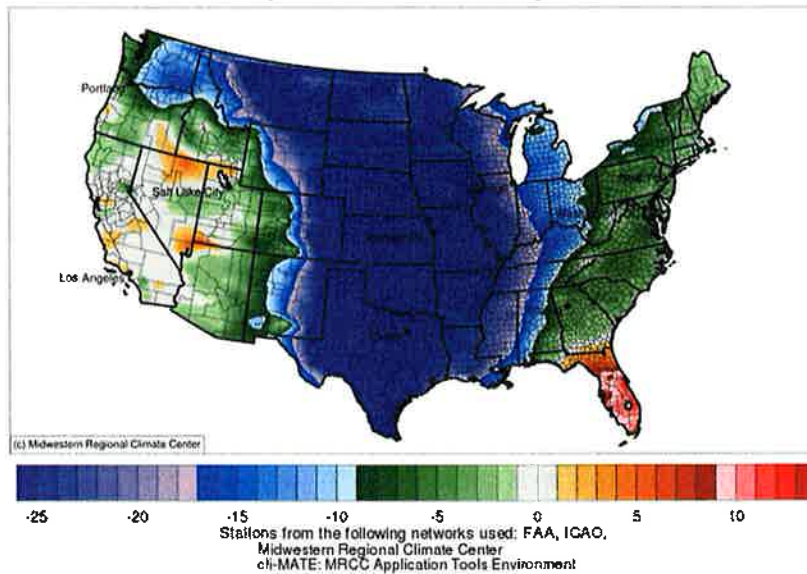 Portland
Salt Lake City
Los Angeles
(c) Midwestern Regional Climate Center
-25 -20 -15 -10 -5 0 5 10
Stations from the following networks used: FAA, ICAO,
Midwestern Regional Climate Center
cli-MATE: MRCC Application Tools Environment